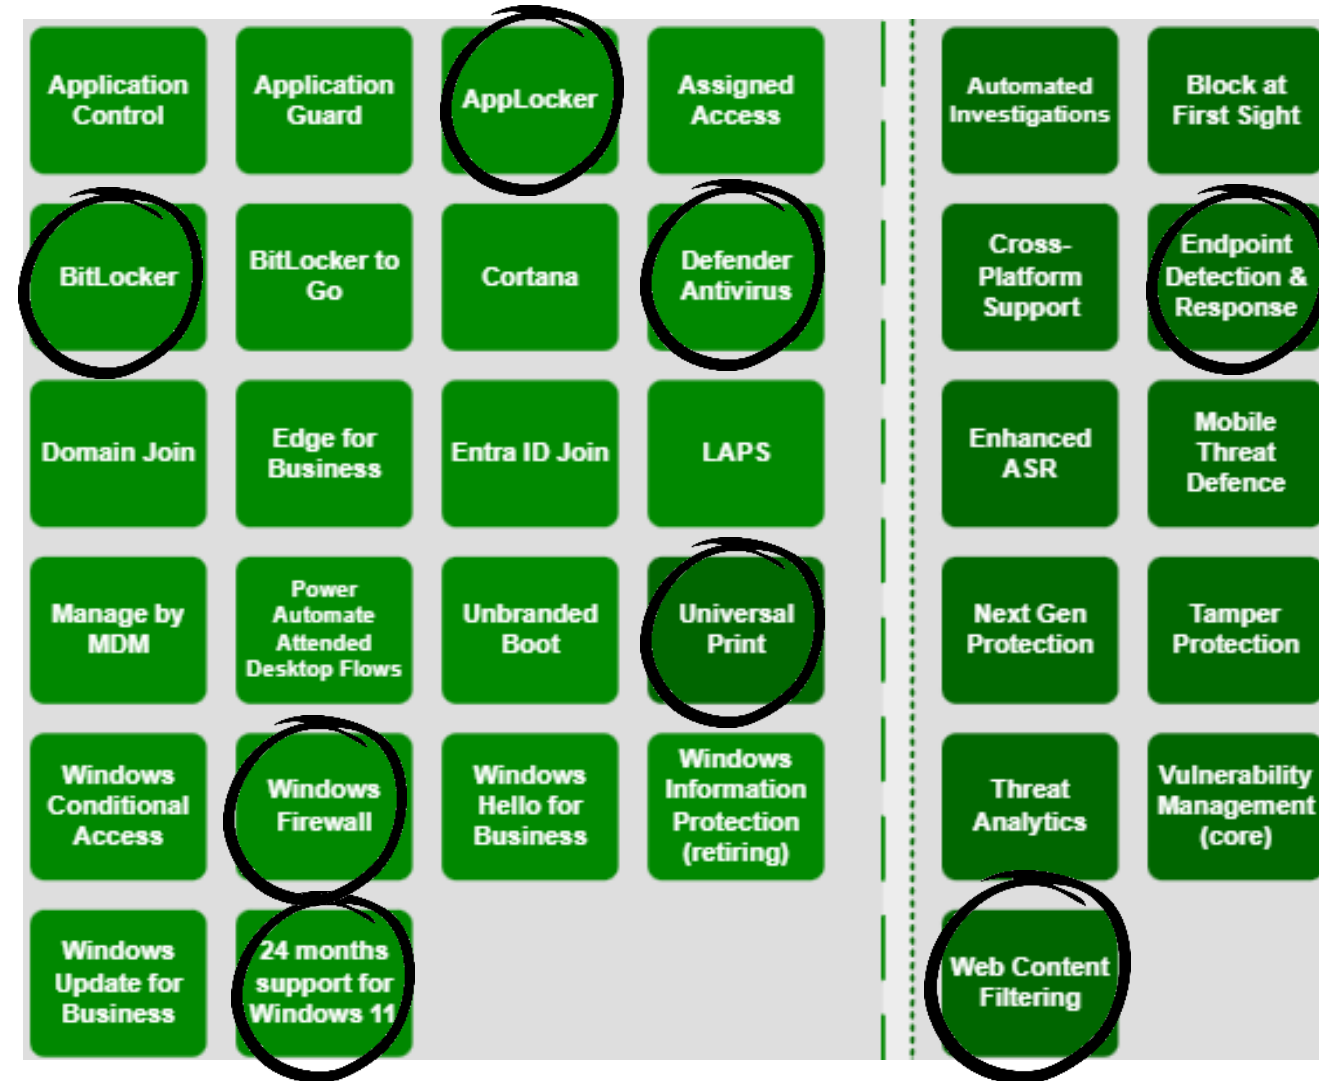 Application
Control
Application
Guard
AppLocker
Assigned
Access
Automated
Investigations
Block at
First Sight
BitLocker
BitLocker to
Go
Cortana
Defender
Antivirus
Cross-
Platform
Support
Endpoint
Detection &
Response
Domain Join
Edge for
Business
Entra ID Join
LAPS
Enhanced
ASR
Mobile
Threat
Defence
Manage by
MDM
Power
Automate
Attended
Desktop Flows
Unbranded
Boot
Universal
Print
Next Gen
Protection
Tamper
Protection
Windows
Conditional
Access
Windows
Firewall
Windows
Hello for
Business
Windows
Information
Protection
(retiring)
Threat
Analytics
Vulnerability
Management
(core)
Windows
Update for
Business
24 months
support for
Windows 11
Web Content
Filtering